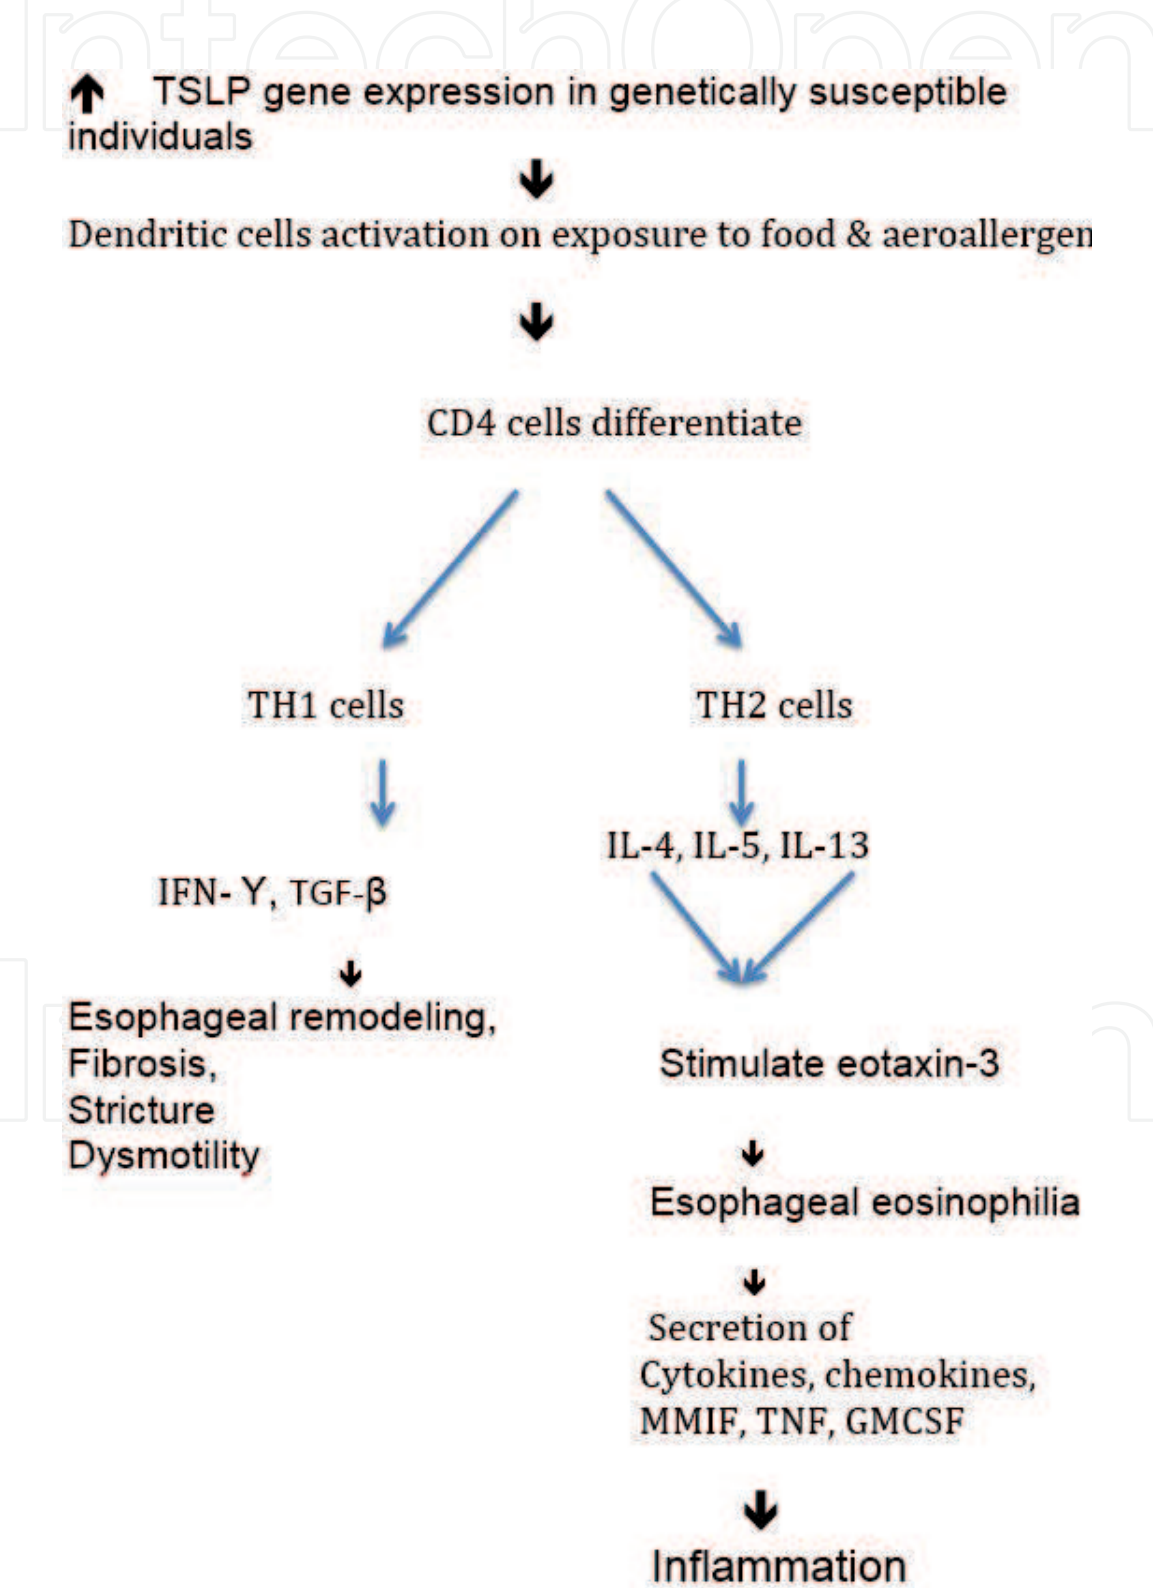 IntechOpen
↑ TSLP gene expression in genetically susceptible
individuals
Dendritic cells activation on exposure to food & aeroallergen
CD4 cells differentiate
TH1 cells
TH2 cells
IL-4, IL-5, IL-13
IFN- Υ, TGF-β
Esophageal remodeling,
Fibrosis,
Stricture
Dysmotility
Stimulate eotaxin-3
Esophageal eosinophilia
Secretion of
Cytokines, chemokines,
MMIF, TNF, GMCSF
Inflammation